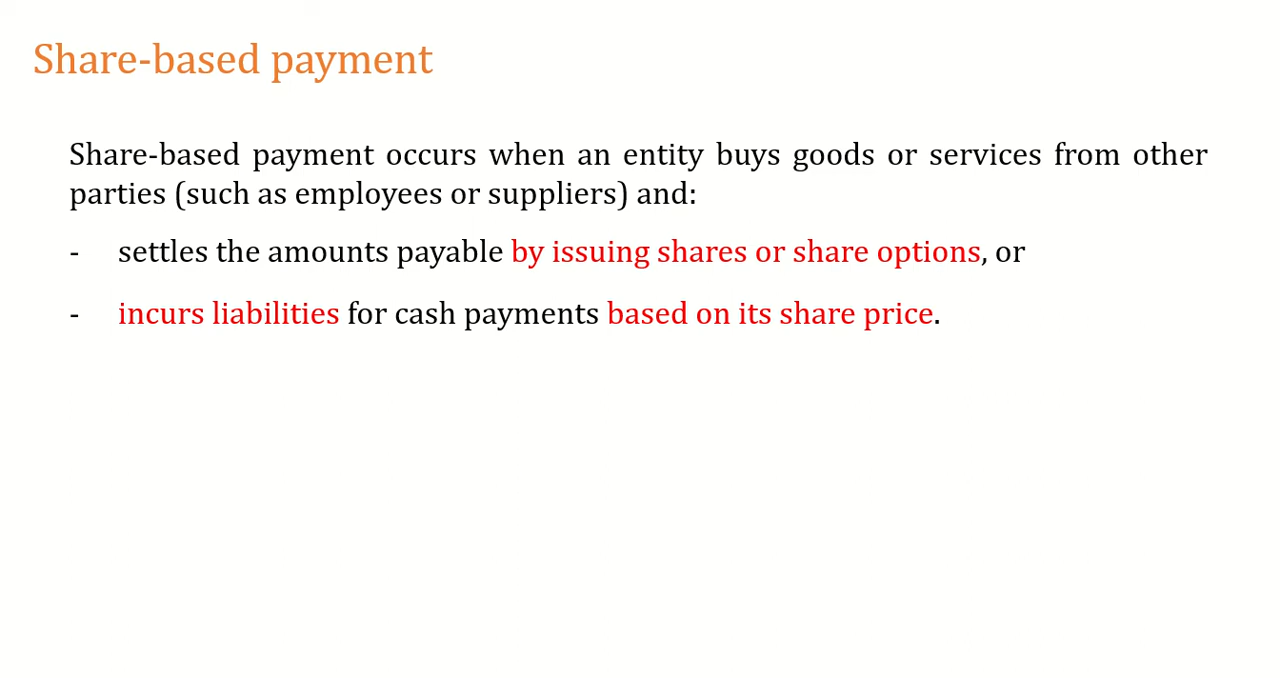 Share-based payment
Share-based payment occurs when an entity buys goods or services from other
parties (such as employees or suppliers) and:
- settles the amounts payable by issuing shares or share options, or
- incurs liabilities for cash payments based on its share price.